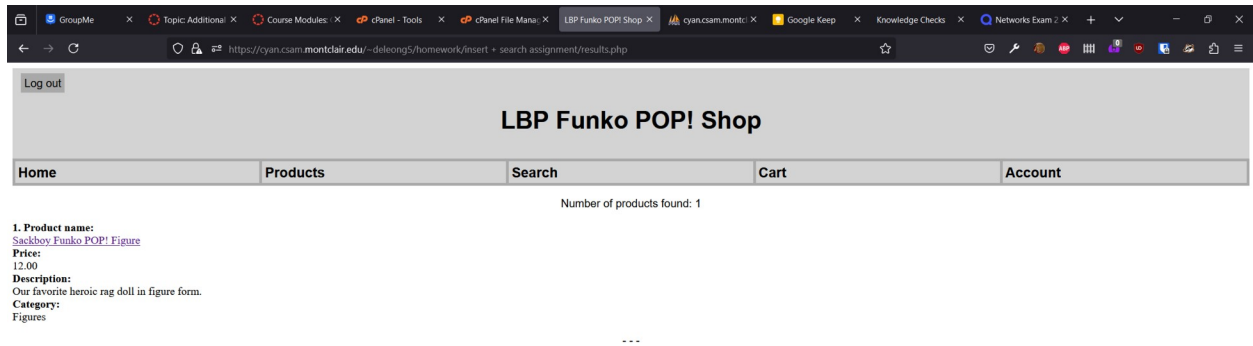 GroupMe
Topic: Additional
Course Modules: (
cPanel - Tools
cPanel File Manag
LBP Funko POP! Shop
cyan.csam.montcl
Google Keep
Knowledge Checks
Networks Exam 2
https://cyan.csam.montclair.edu/~deleong5/homework/insert + search assignment/results.php
ABP
0
Log out
LBP Funko POP! Shop
Home Products Search Cart Account
Number of products found: 1
1. Product name:
Sackboy Funko POP! Figure
Price:
12.00
Description:
Our favorite heroic rag doll in figure form.
Category:
Figures
---